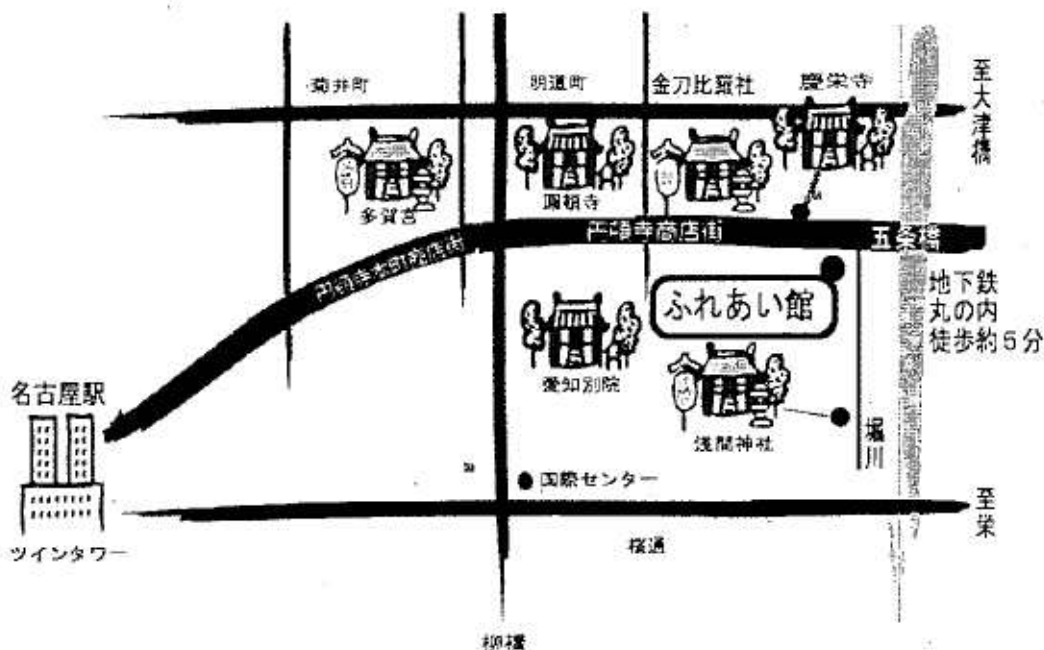 菊井町
明道町
金刀比羅社
慶栄寺
至大津橋
多賀宮
圓頓寺
円頓寺商店街
五条橋
円頓寺本町商店街
ふれあい館
地下鉄
丸の内
徒歩約5分
愛知別院
浅間神社
堀川
名古屋駅
国際センター
至栄
ツインタワー
桜通
柳橋